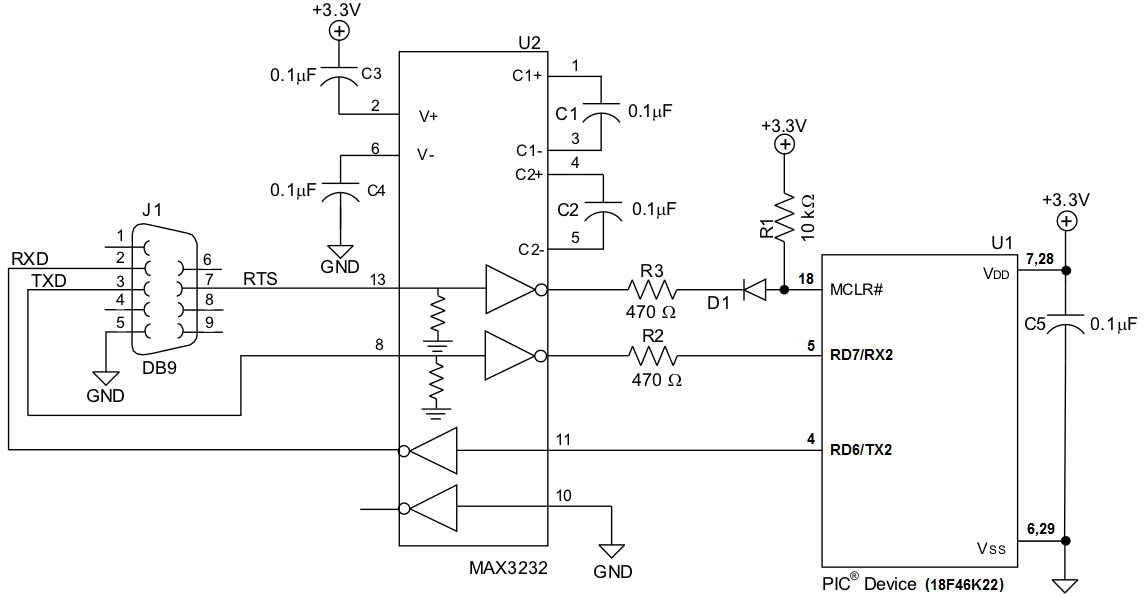 +3.3V
U2
0.1µF
C3
2
V+
6
V-
0.1µF
C4
GND
C1+
1
C1
0.1µF
3
C1-
4
C2+
C2
0.1µF
5
C2-
J1
1
2
3
4
5
6
7
8
9
RXD
TXD
RTS
DB9
GND
13
8
11
10
GND
MAX3232
R3
470 Ω
D1
R2
470 Ω
+3.3V
R1
10 kΩ
18
MCLR#
5
RD7/RX2
4
RD6/TX2
U1
+3.3V
7,28
VDD
C5
0.1µF
6,29
VSS
PIC® Device (18F46K22)